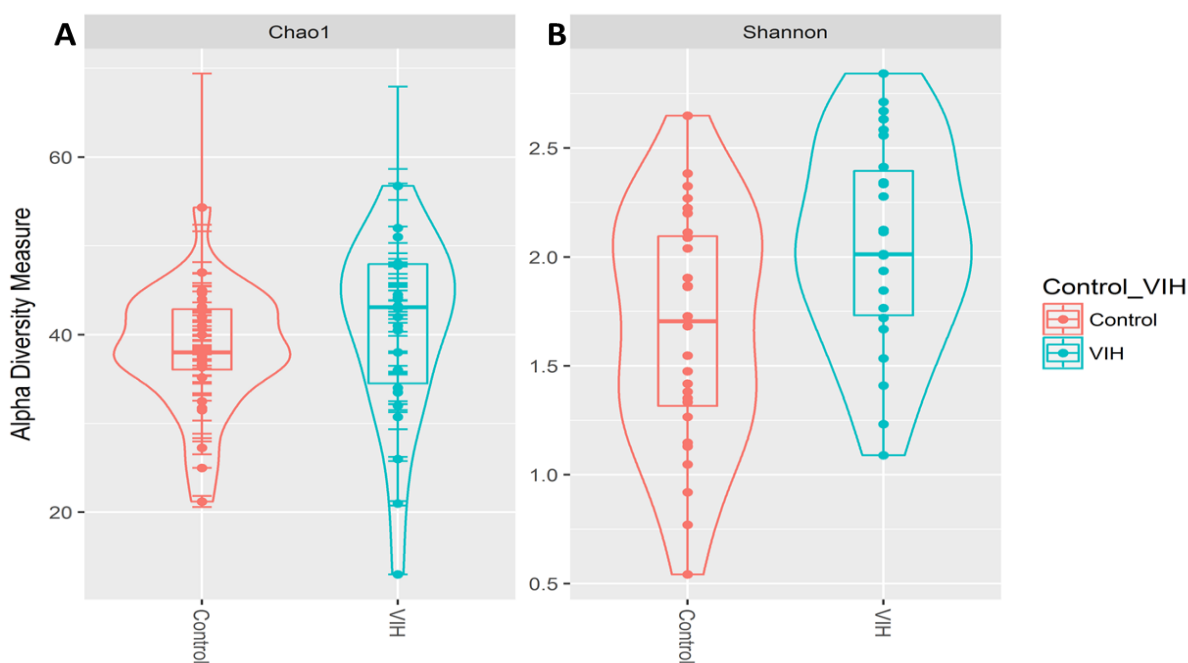 A
Chao1
B
Shannon
Alpha Diversity Measure
60
40
20
2.5
2.0
1.5
1.0
0.5
Control
VIH
Control
VIH
Control_VIH
Control
VIH